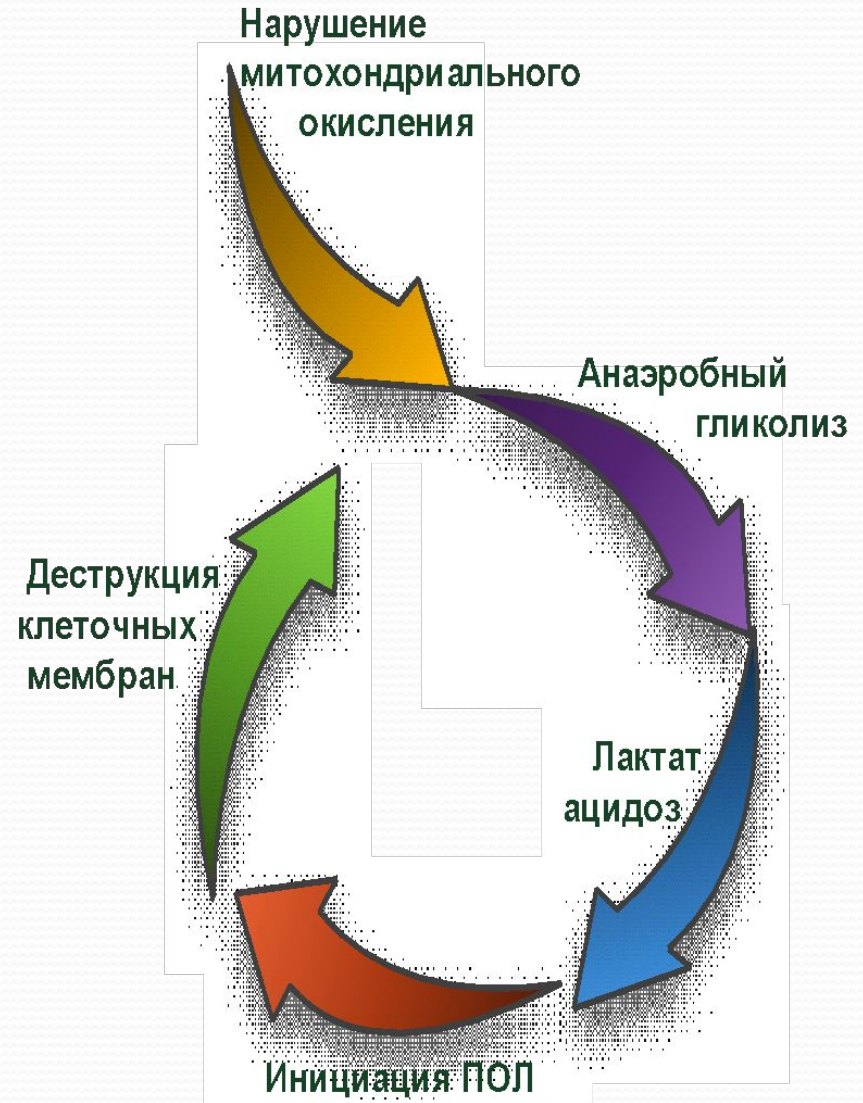 Нарушение
митохондриального
окисления
Анаэробный
гликолиз
Деструкция
клеточных
мембран
Лактат
ацидоз
Инициация ПОЛ